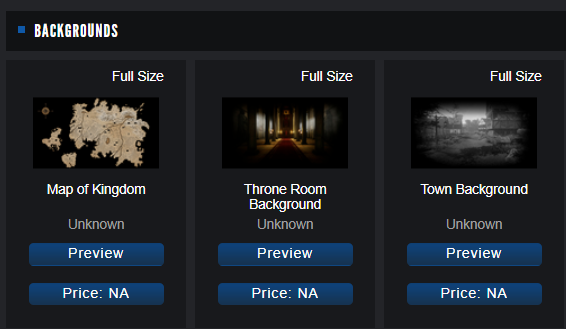 BACKGROUNDS
Full Size
Map of Kingdom
Unknown
Preview
Price: NA
Full Size
Throne Room
Background
Unknown
Preview
Price: NA
Full Size
Town Background
Unknown
Preview
Price: NA